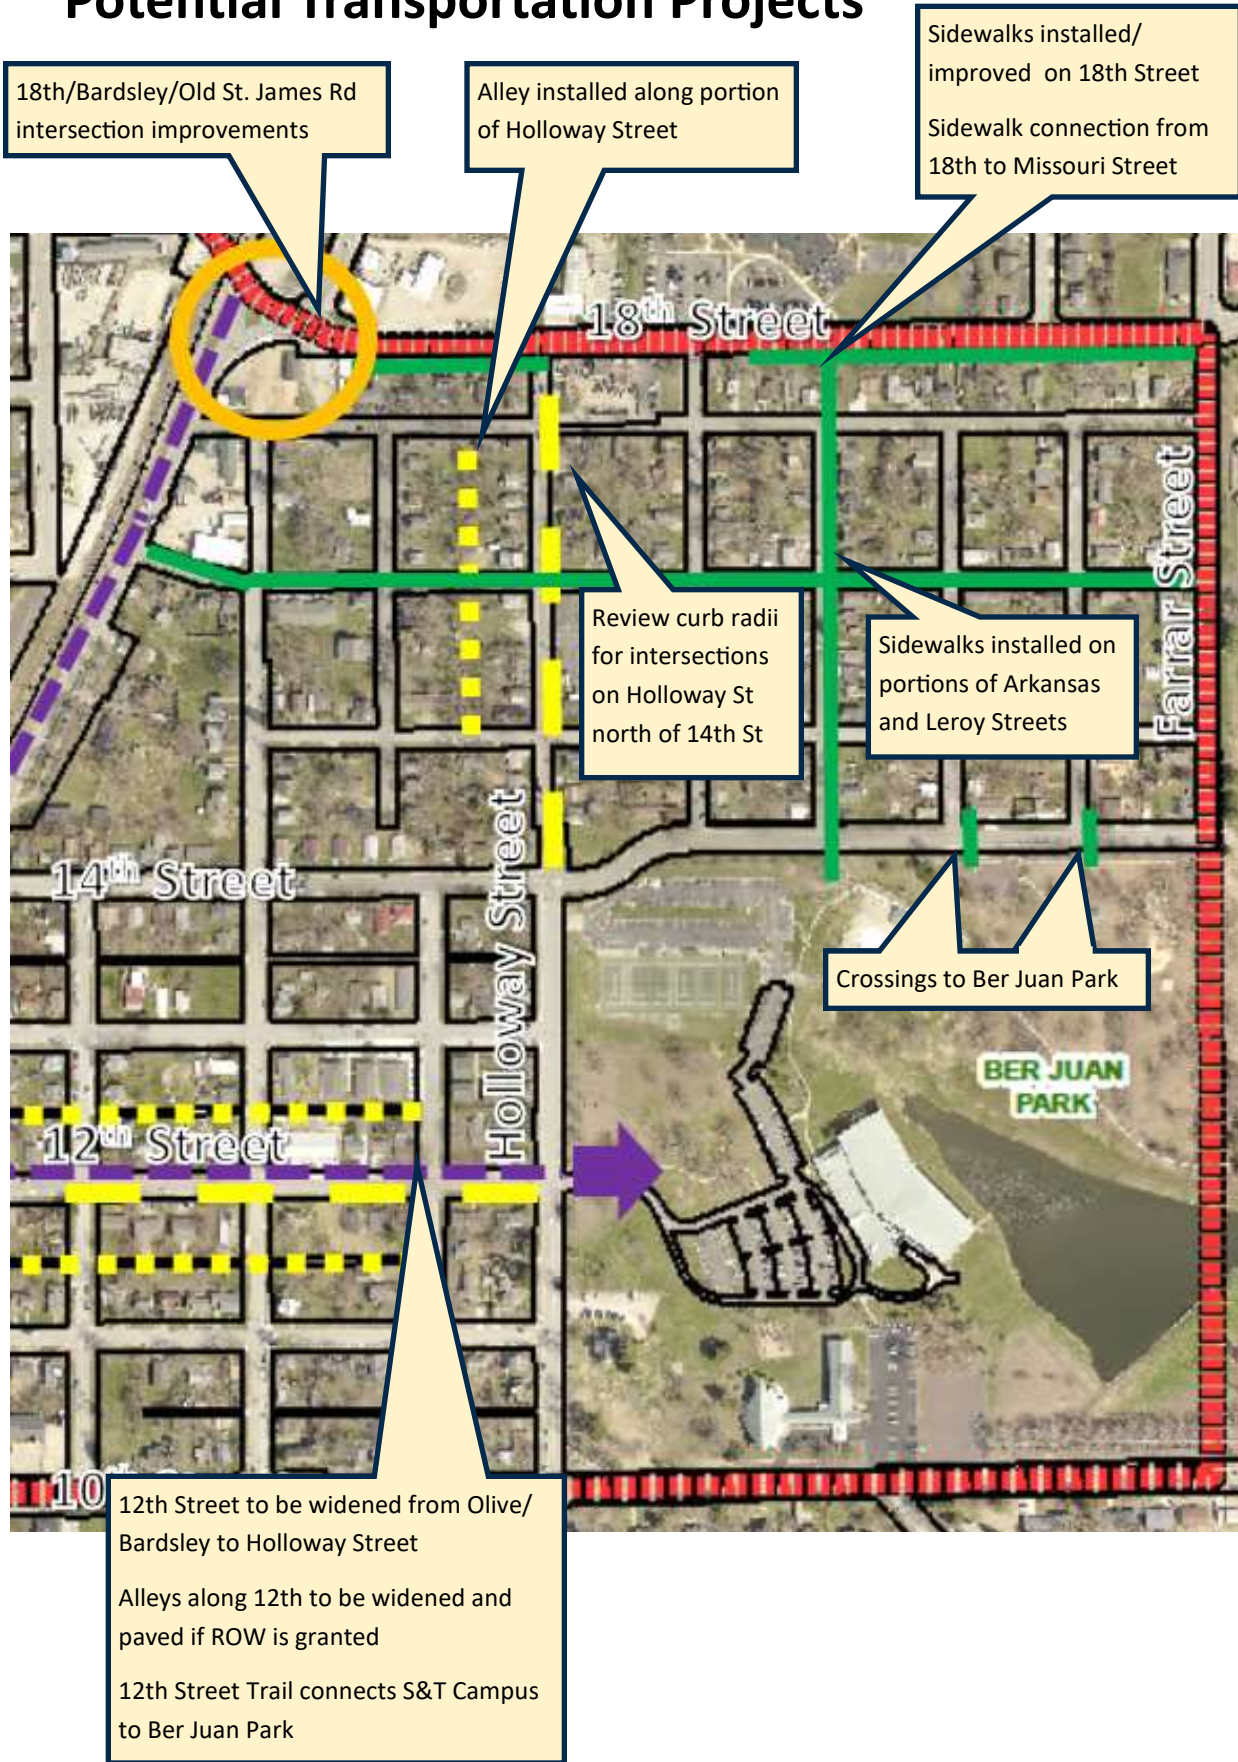 Potential Transportation Projects
Sidewalks installed/
improved on 18th Street
Sidewalk connection from
18th to Missouri Street
18th/Bardsley/Old St. James Rd
intersection improvements
Alley installed along portion
of Holloway Street
18th Street
Farrar Street
Review curb radii
for intersections
on Holloway St
north of 14th St
Sidewalks installed on
portions of Arkansas
and Leroy Streets
14th Street
Holloway Street
Crossings to Ber Juan Park
BER JUAN
PARK
12th Street
10th
12th Street to be widened from Olive/
Bardsley to Holloway Street
Alleys along 12th to be widened and
paved if ROW is granted
12th Street Trail connects S&T Campus
to Ber Juan Park